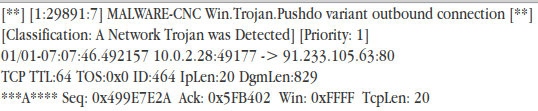 [**] [1:29891:7] MALWARE-CNC Win.Trojan.Pushdo variant outbound connection [**]
[Classification: A Network Trojan was Detected] [Priority: 1]
01/01-07:07:46.492157 10.0.2.28:49177 -> 91.233.105.63:80
TCP TTL:64 TOS:0x0 ID:464 IpLen:20 DgmLen:829
***A**** Seq: 0x499E7E2A Ack: 0x5FB402 Win: 0xFFFF TcpLen: 20